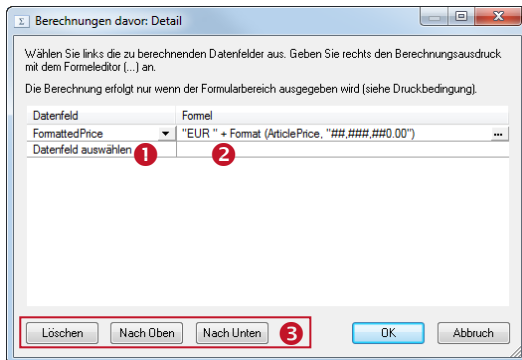 Σ Berechnungen davor: Detail
Wählen Sie links die zu berechnenden Datenfelder aus. Geben Sie rechts den Berechnungsausdruck
mit dem Formeleditor (...) an.
Die Berechnung erfolgt nur wenn der Formularbereich ausgegeben wird (siehe Druckbedingung).
Datenfeld Formel
FormattedPrice "EUR " + Format (ArticlePrice, "##,###,##0.00") ...
Datenfeld auswählen
1 2
Löschen Nach Oben Nach Unten 3 OK Abbruch